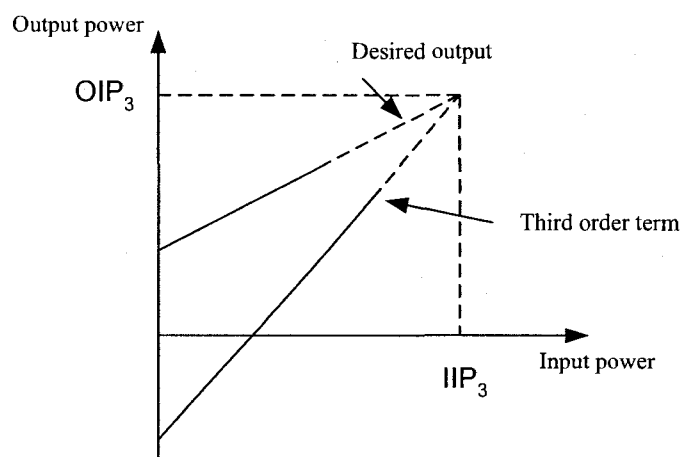 Output power
Desired output
OIP3
Third order term
Input power
IIP3